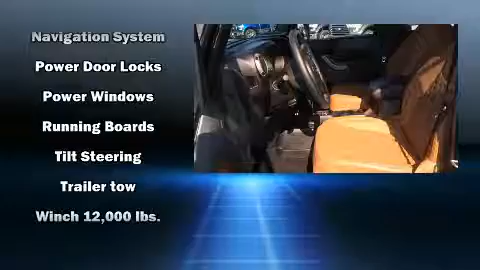 Navigation System
Power Door Locks
Power Windows
Running Boards
Tilt Steering
Trailer tow
Winch 12,000 lbs.